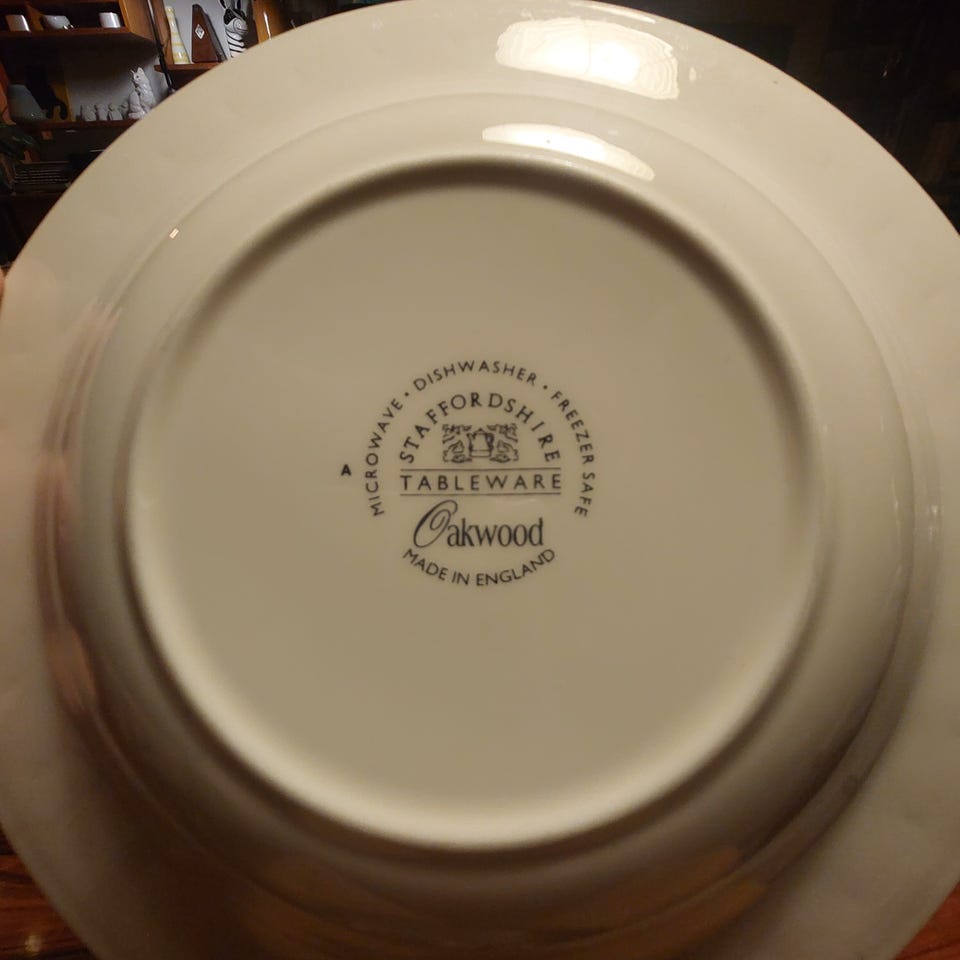 MICROWAVE • DISHWASHER • FREEZER SAFE
STAFFORDSHIRE
A
TABLEWARE
Oakwood
MADE IN ENGLAND